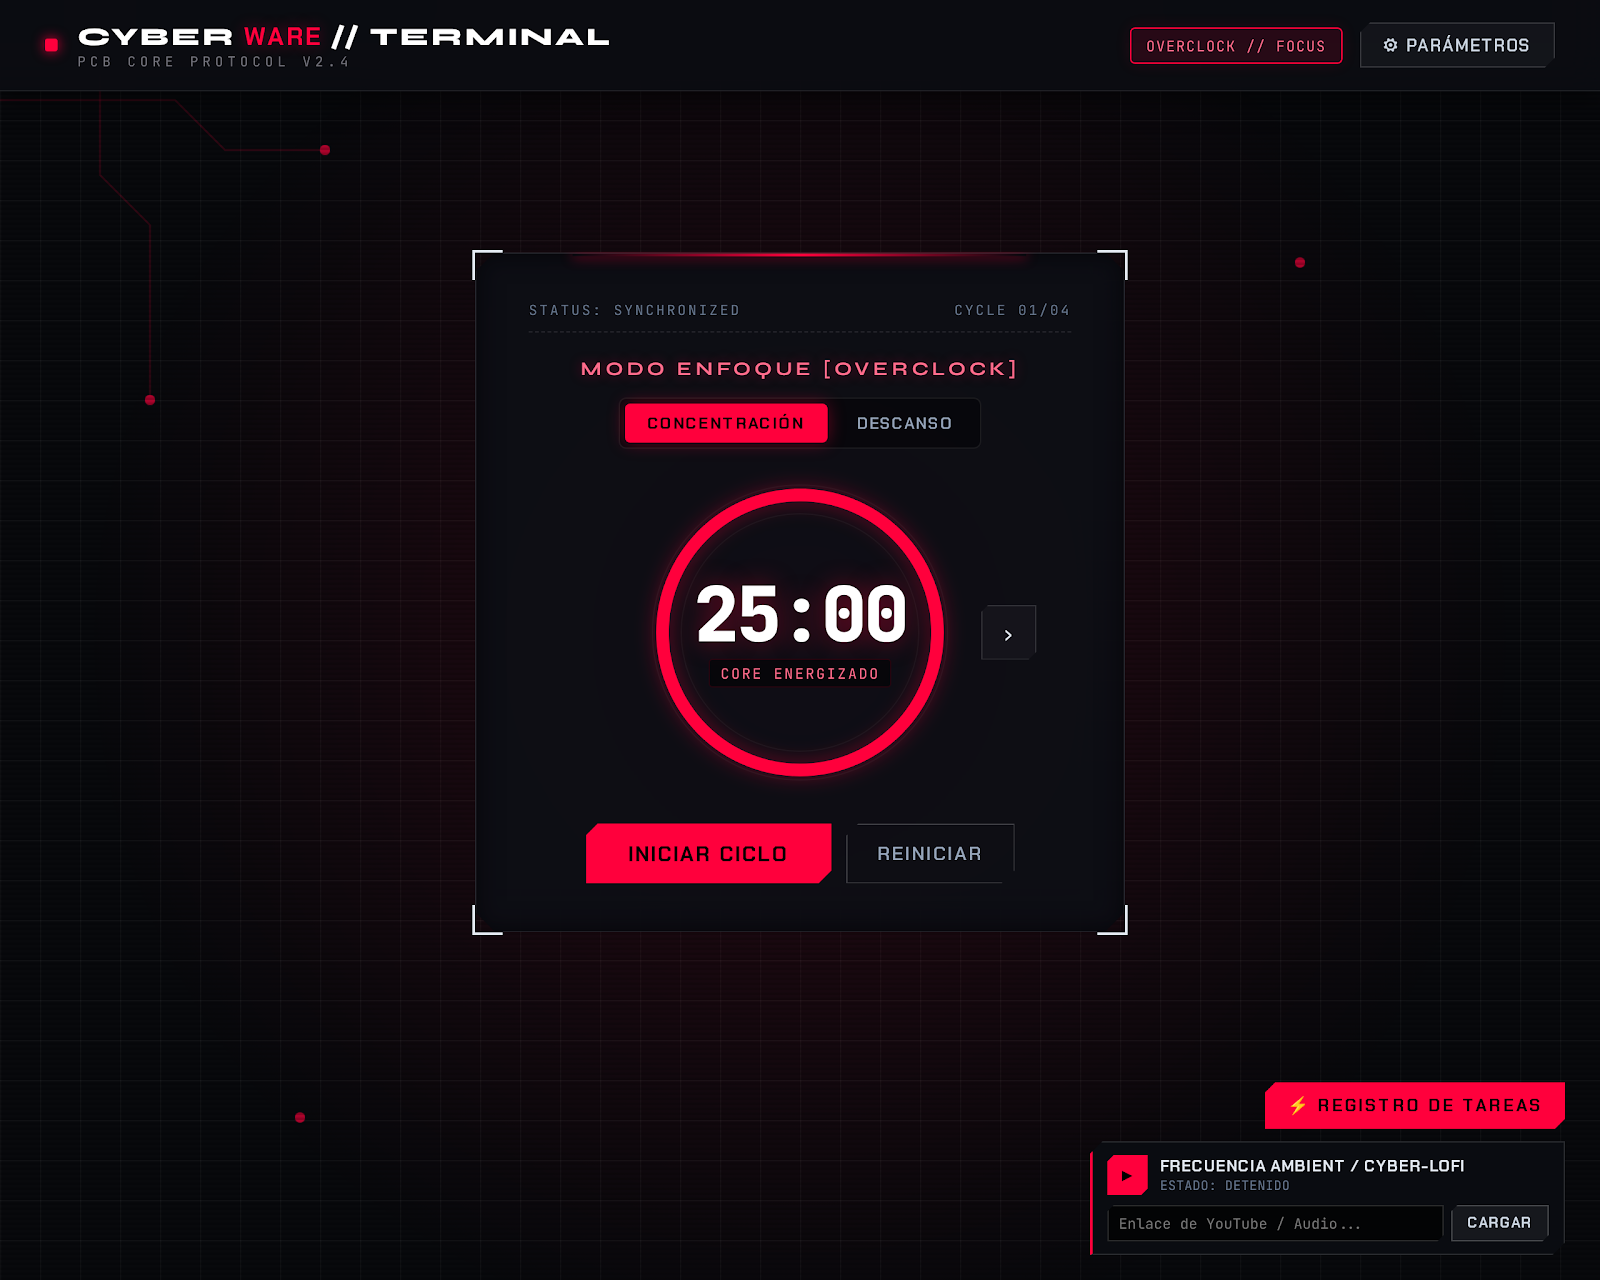 CYBER WARE // TERMINAL
PCB CORE PROTOCOL V2.4
OVERCLOCK // FOCUS
⚙ PARÁMETROS
STATUS: SYNCHRONIZED
CYCLE 01/04
MODO ENFOQUE [OVERCLOCK]
CONCENTRACIÓN
DESCANSO
25:00
CORE ENERGIZADO
›
INICIAR CICLO
REINICIAR
⚡ REGISTRO DE TAREAS
▶
FRECUENCIA AMBIENT / CYBER-LOFI
ESTADO: DETENIDO
Enlace de YouTube / Audio...
CARGAR